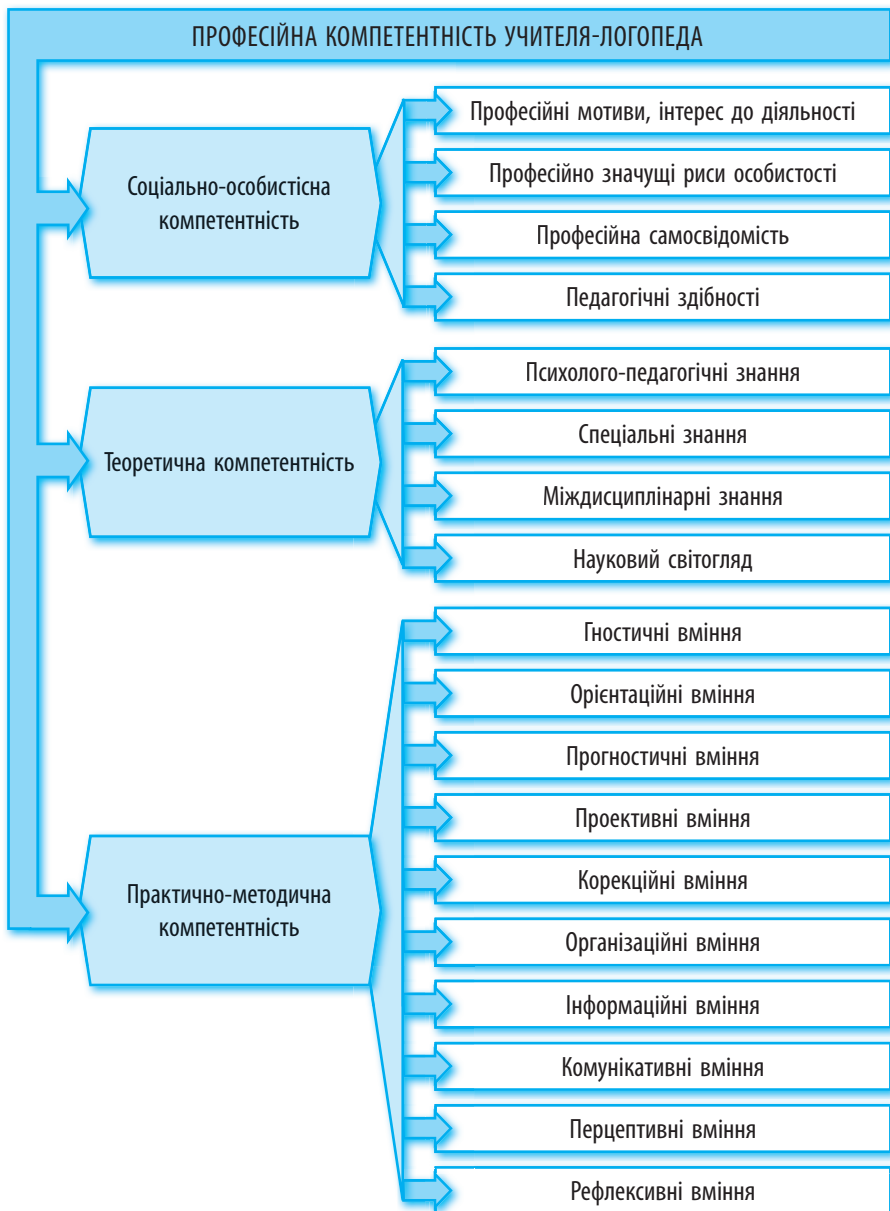 ПРОФЕСІЙНА КОМПЕТЕНТНІСТЬ УЧИТЕЛЯ-ЛОГОПЕДА
Соціально-особистісна
компетентність
Професійні мотиви, інтерес до діяльності
Професійно значущі риси особистості
Професійна самосвідомість
Педагогічні здібності
Теоретична компетентність
Психолого-педагогічні знання
Спеціальні знання
Міждисциплінарні знання
Науковий світогляд
Практично-методична
компетентність
Гностичні вміння
Орієнтаційні вміння
Прогностичні вміння
Проективні вміння
Корекційні вміння
Організаційні вміння
Інформаційні вміння
Комунікативні вміння
Перцептивні вміння
Рефлексивні вміння